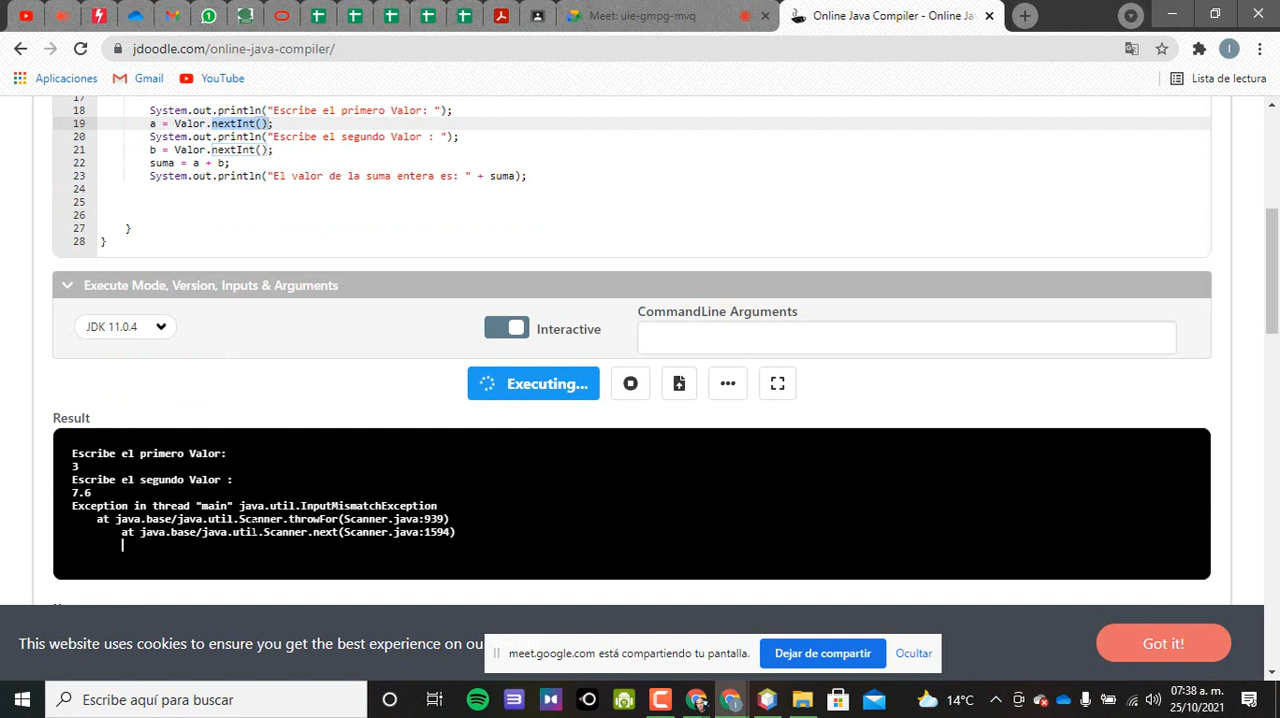 Meet: uie-gmpg-mvq
Online Java Compiler - Online Ja
jdoodle.com/online-java-compiler/
Aplicaciones
Gmail
YouTube
Lista de lectura
17
18 System.out.println("Escribe el primero Valor: ");
19 a = Valor.nextInt();
20 System.out.println("Escribe el segundo Valor : ");
21 b = Valor.nextInt();
22 suma = a + b;
23 System.out.println("El valor de la suma entera es: " + suma);
24
25
26
27 }
28 }
Execute Mode, Version, Inputs & Arguments
CommandLine Arguments
JDK 11.0.4
Interactive
Executing...
Result
Escribe el primero Valor:
3
Escribe el segundo Valor :
7.6
Exception in thread "main" java.util.InputMismatchException
at java.base/java.util.Scanner.throwFor(Scanner.java:939)
at java.base/java.util.Scanner.next(Scanner.java:1594)
This website uses cookies to ensure you get the best experience on ou
meet.google.com está compartiendo tu pantalla.
Dejar de compartir
Ocultar
Got it!
Escribe aquí para buscar
14°C
07:38 a. m.
25/10/2021